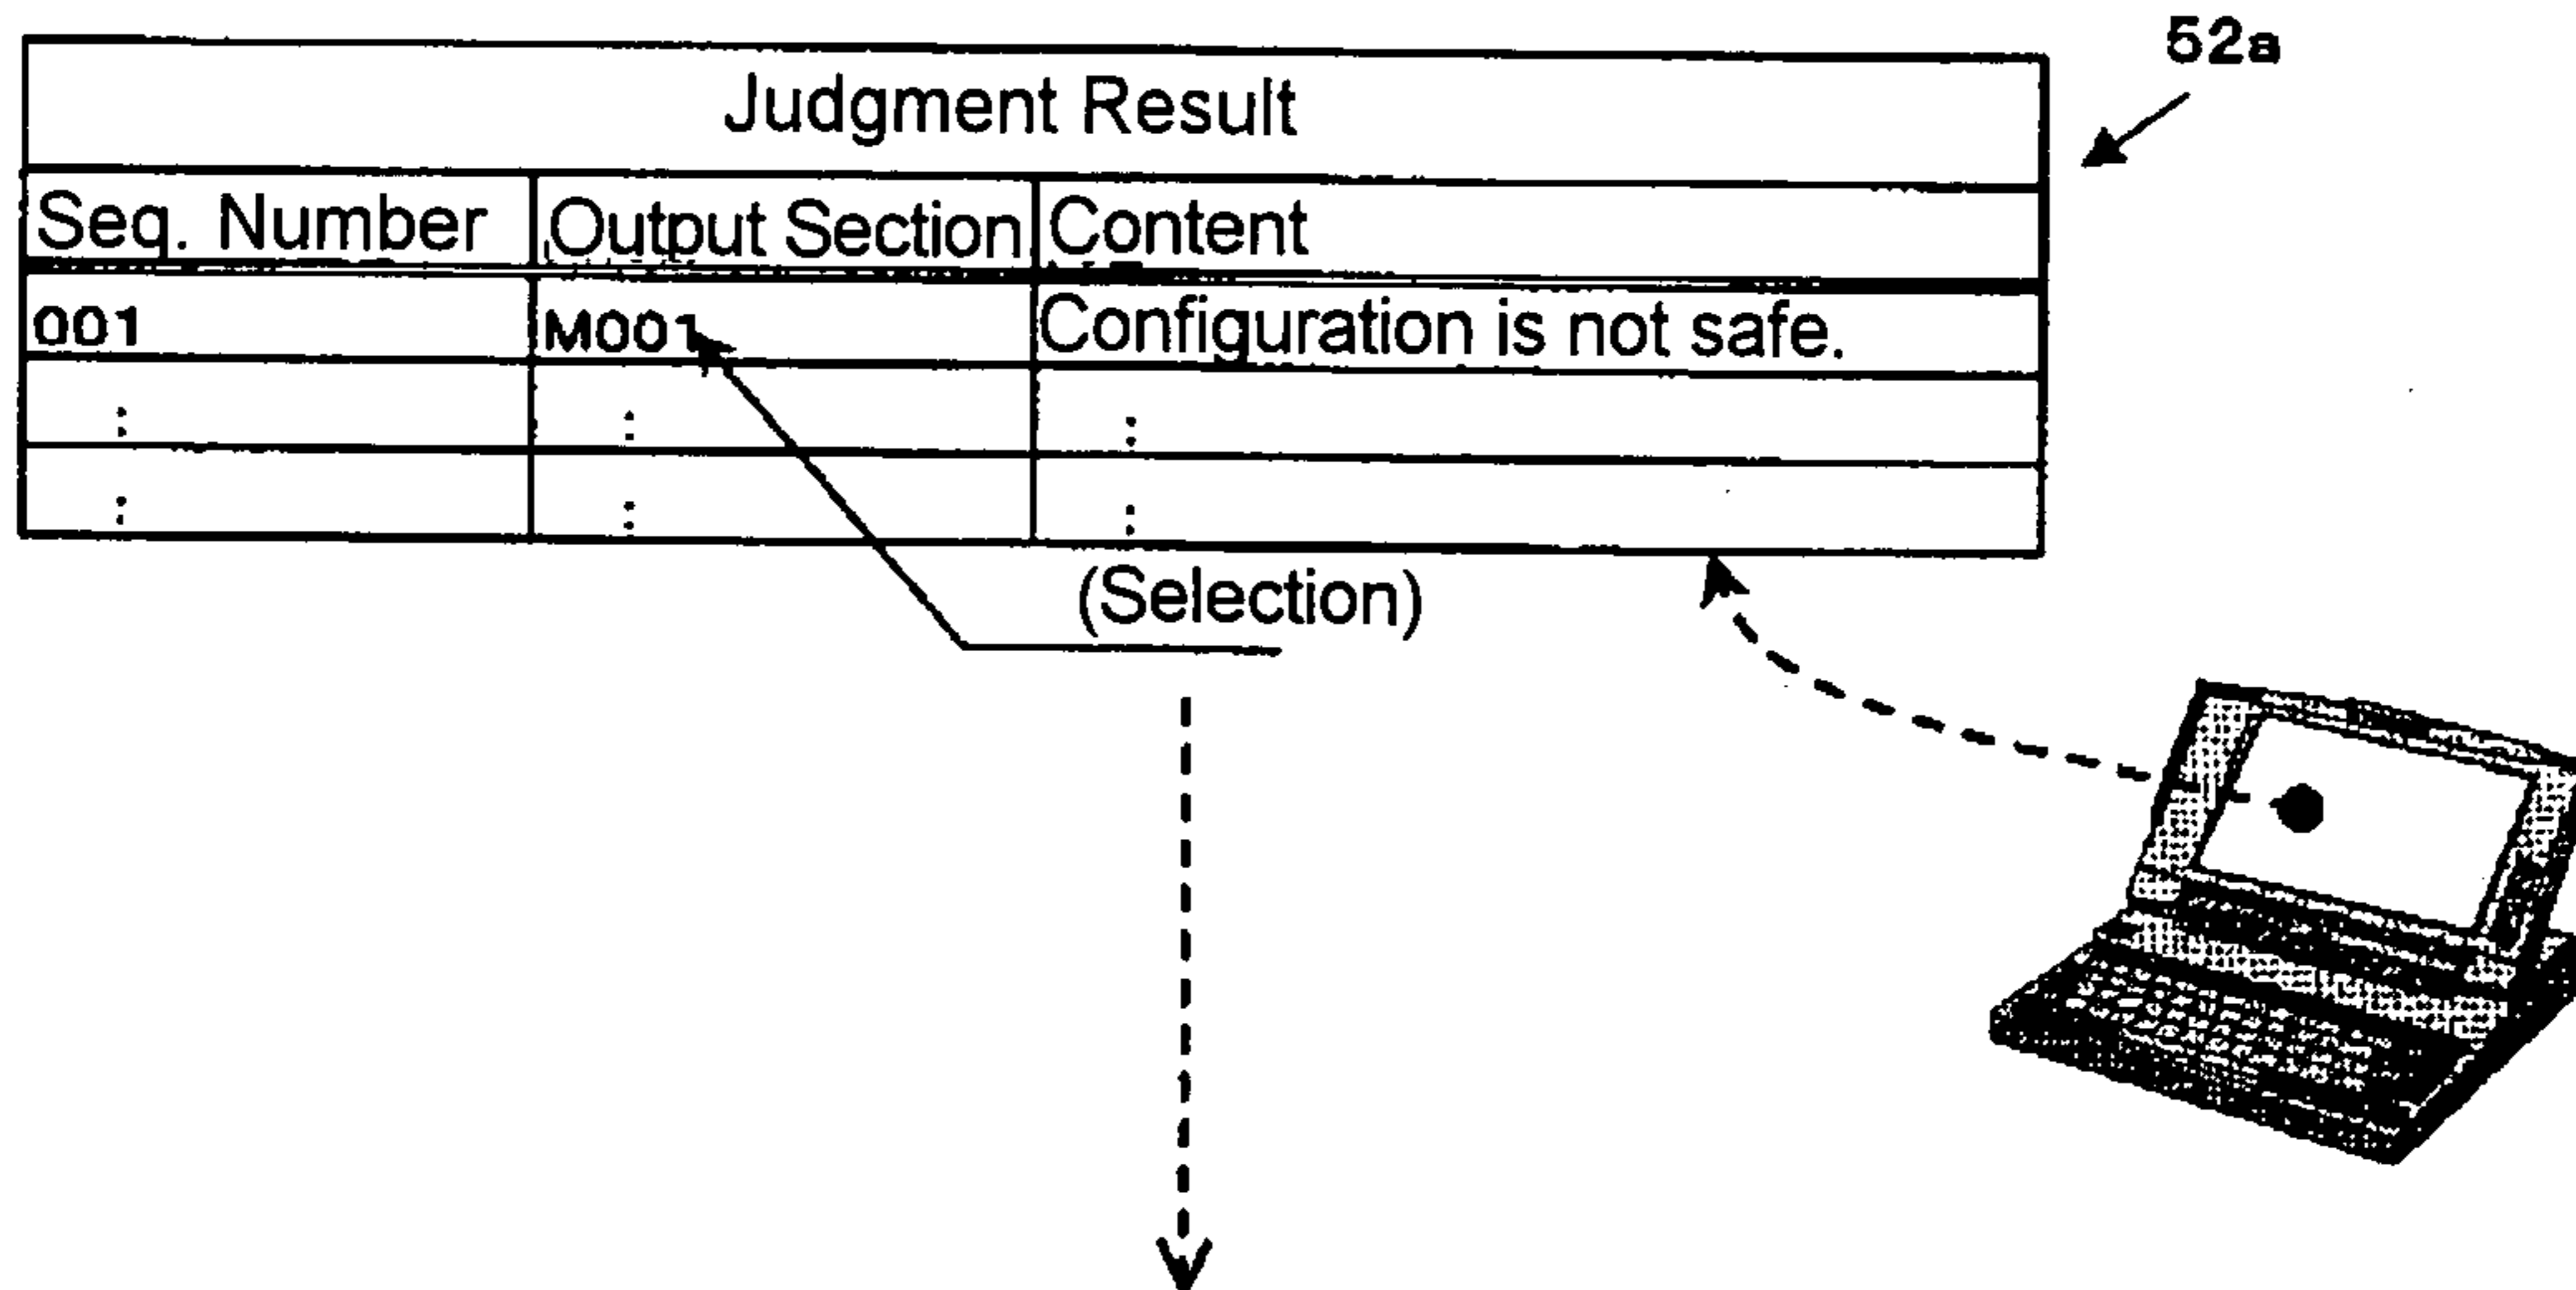 52a
Judgment Result
Seq. Number Output Section Content
001 M001 Configuration is not safe.
: : :
: : :
(Selection)